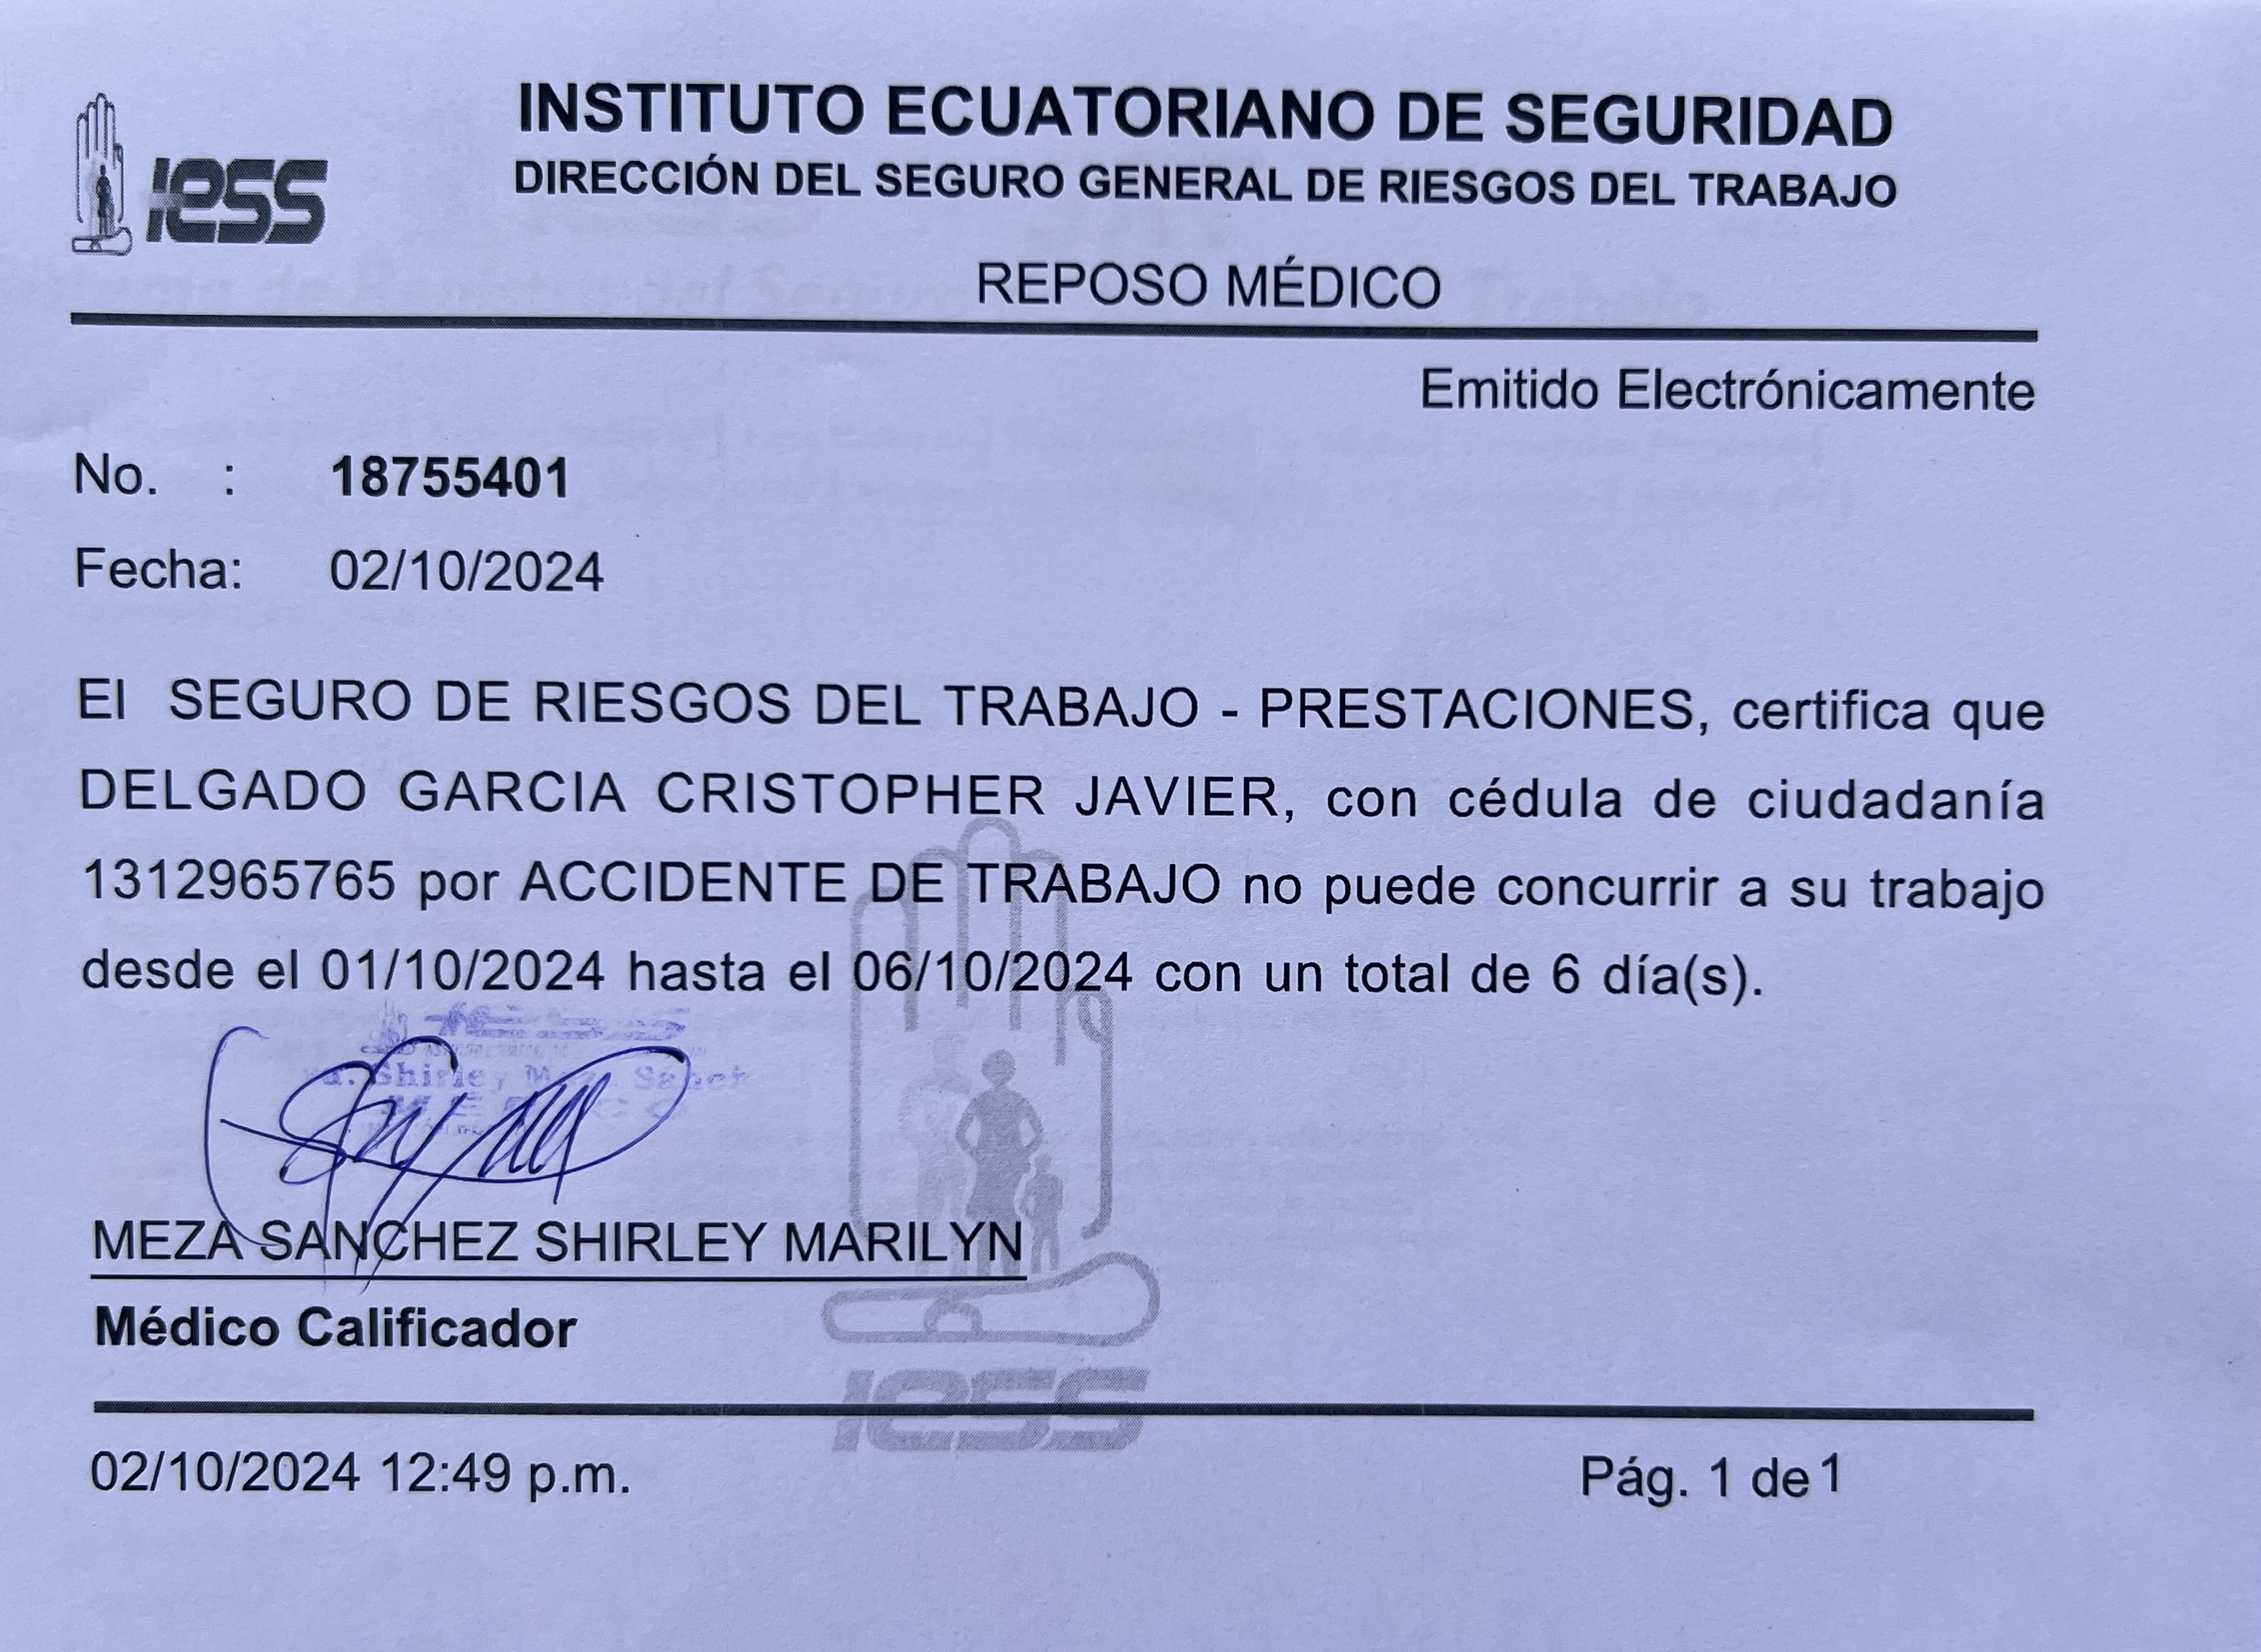 INSTITUTO ECUATORIANO DE SEGURIDAD
DIRECCIÓN DEL SEGURO GENERAL DE RIESGOS DEL TRABAJO
iess
REPOSO MÉDICO
Emitido Electrónicamente
No. : 18755401
Fecha: 02/10/2024
El SEGURO DE RIESGOS DEL TRABAJO - PRESTACIONES, certifica que
DELGADO GARCIA CRISTOPHER JAVIER, con cédula de ciudadanía
1312965765 por ACCIDENTE DE TRABAJO no puede concurrir a su trabajo
desde el 01/10/2024 hasta el 06/10/2024 con un total de 6 día(s).
Shirley
MEZA SANCHEZ SHIRLEY MARILYN
Médico Calificador
iess
02/10/2024 12:49 p.m.
Pág. 1 de 1